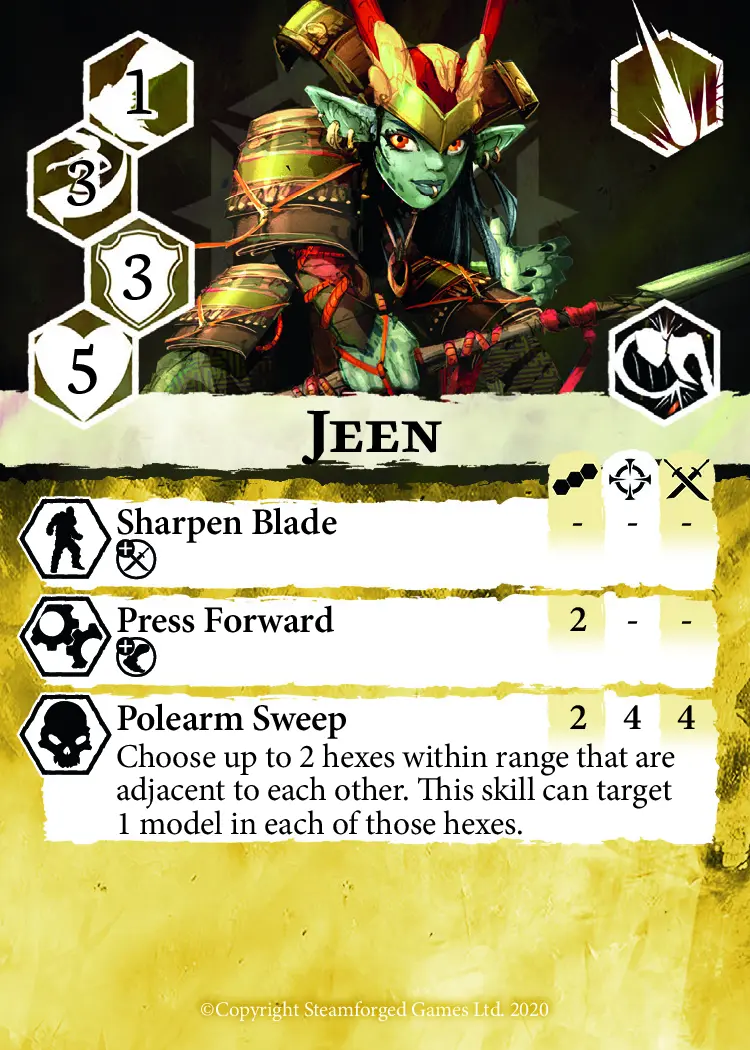 1
3
3
5
Jeen
Sharpen Blade - - -
Press Forward 2 - -
Polearm Sweep 2 4 4
Choose up to 2 hexes within range that are
adjacent to each other. This skill can target
1 model in each of those hexes.
©Copyright Steamforged Games Ltd. 2020